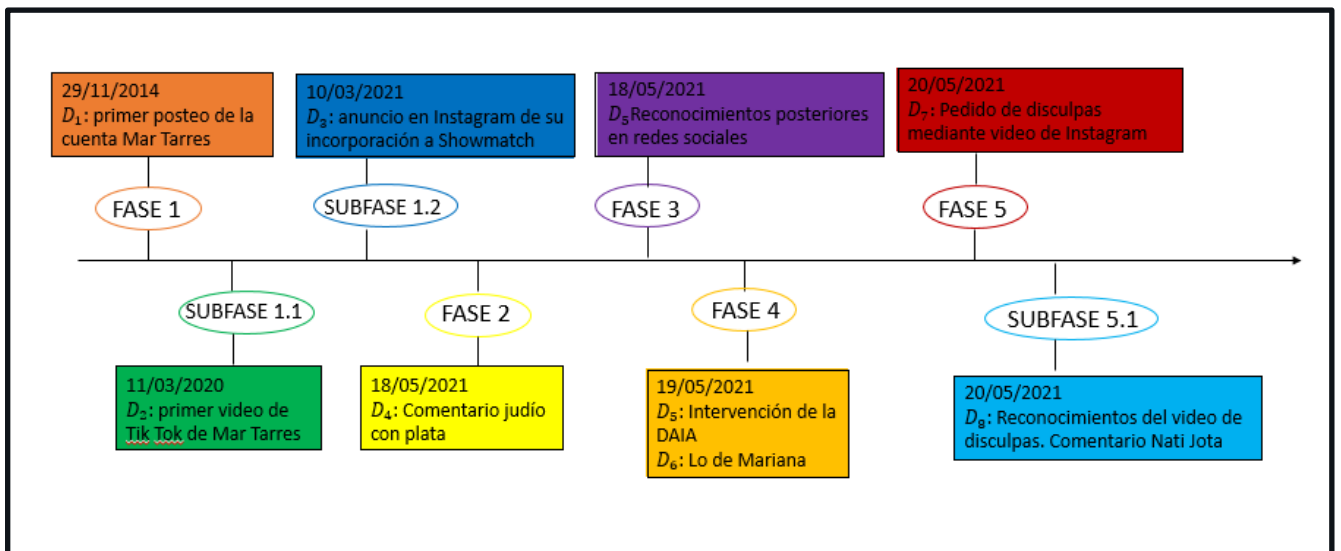 29/11/2014
D₁: primer posteo de la
cuenta Mar Tarres
FASE 1
11/03/2020
D₂: primer video de
Tik Tok de Mar Tarres
SUBFASE 1.1
10/03/2021
D₃: anuncio en Instagram de su
incorporación a Showmatch
SUBFASE 1.2
18/05/2021
D₄: Comentario judío
con plata
FASE 2
18/05/2021
D₅Reconocimientos posteriores
en redes sociales
FASE 3
19/05/2021
D₅: Intervención de la
DAIA
D₆: Lo de Mariana
FASE 4
20/05/2021
D₇: Pedido de disculpas
mediante video de Instagram
FASE 5
20/05/2021
D₈: Reconocimientos del video de
disculpas. Comentario Nati Jota
SUBFASE 5.1